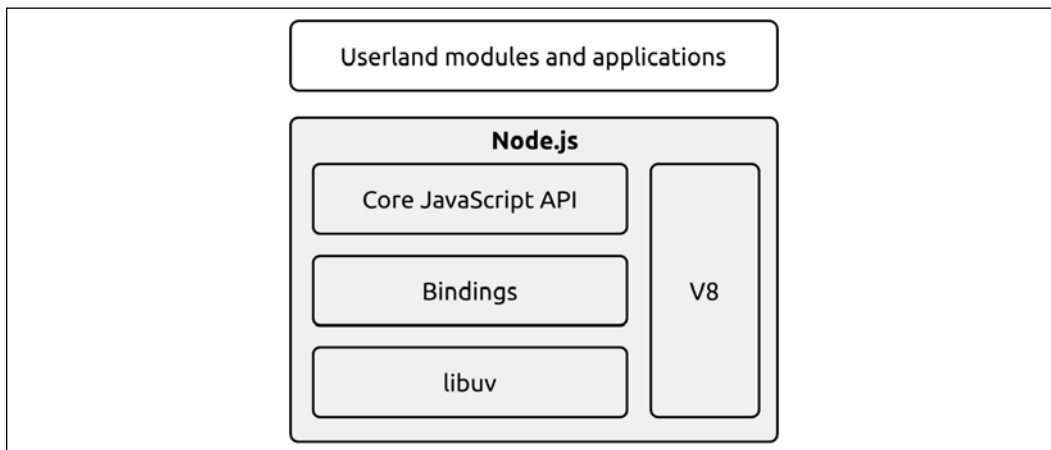 Userland modules and applications
Node.js
Core JavaScript API
Bindings
libuv
V8